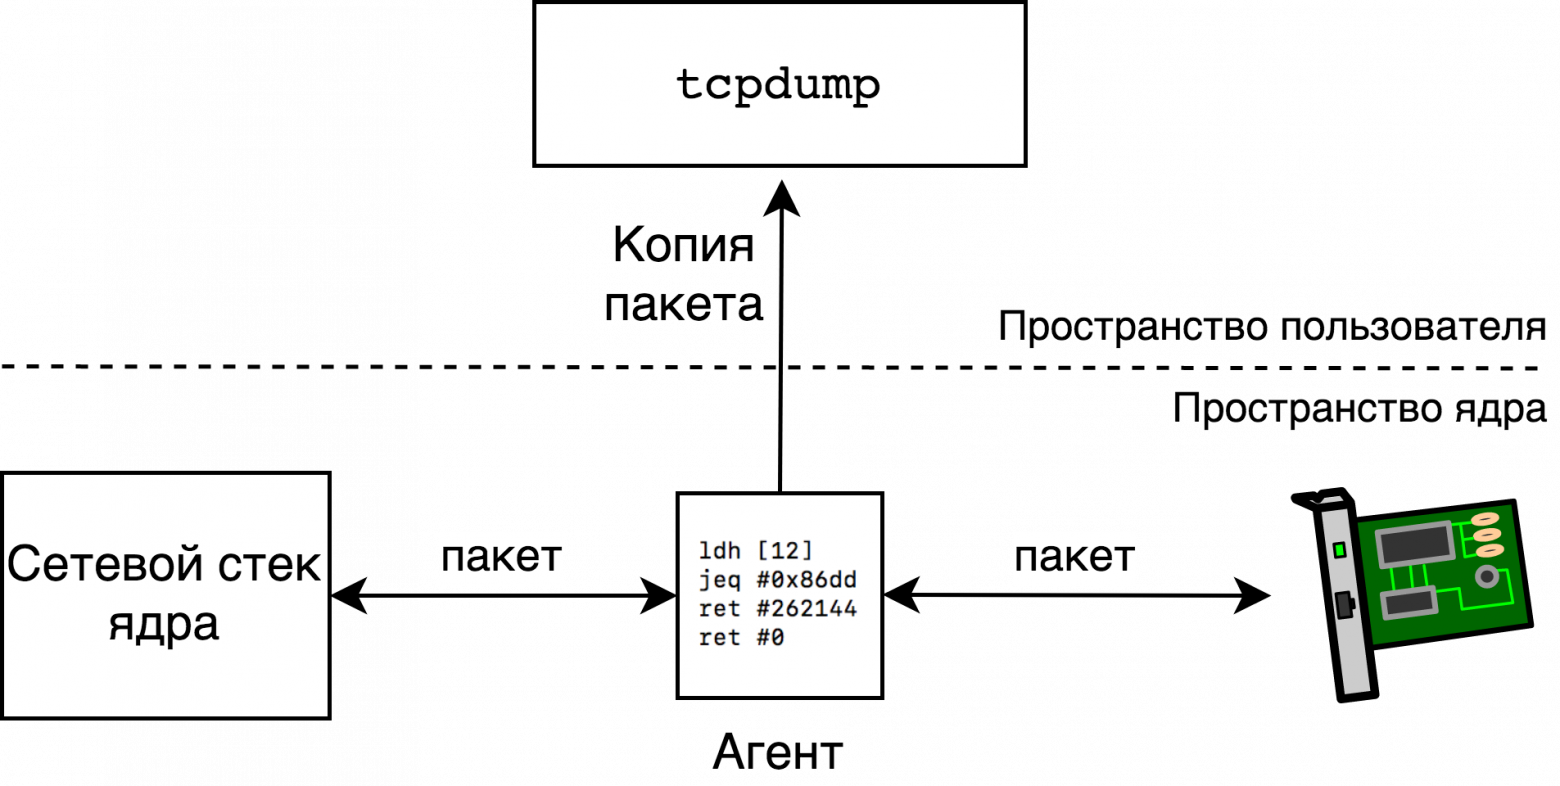 tcpdump
Копия
пакета
Пространство пользователя
Пространство ядра
Сетевой стек
ядра
пакет
ldh [12]
jeq #0x86dd
ret #262144
ret #0
пакет
Агент